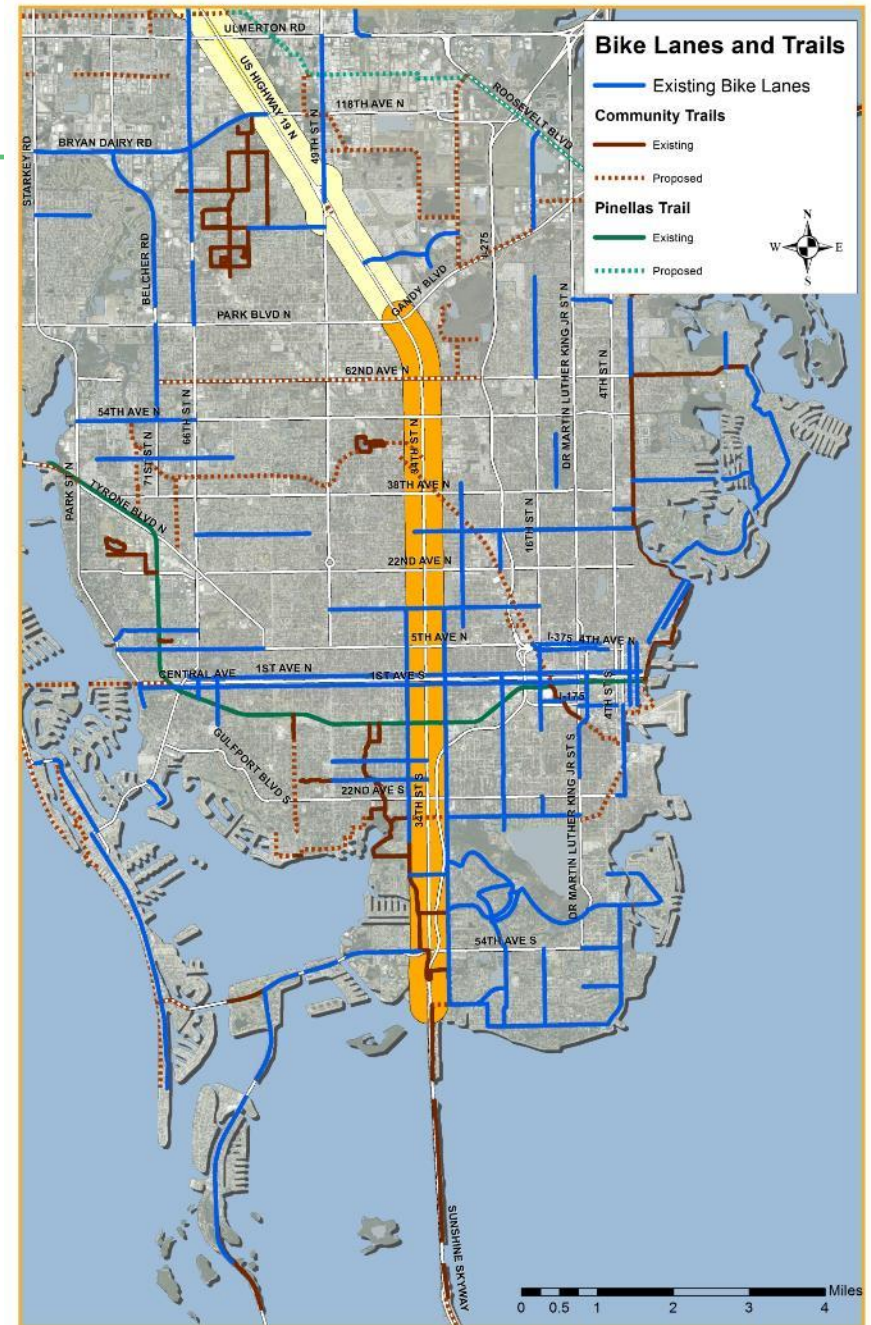 Bike Lanes and Trails
Existing Bike Lanes
Community Trails
Existing
Proposed
Pinellas Trail
Existing
Proposed
N
W
E
S
ULMERTON RD
US HIGHWAY 19 N
49TH ST N
118TH AVE N
ROOSEVELT BLVD
STARKEY RD
BRYAN DAIRY RD
BELCHER RD
I-275
GANDY BLVD
PARK BLVD N
DR MARTIN LUTHER KING JR ST N
4TH ST N
62ND AVE N
66TH ST N
54TH AVE N
71ST ST N
34TH ST N
PARK ST N
TYRONE BLVD N
38TH AVE N
16TH ST N
22ND AVE N
5TH AVE N
I-375
4TH AVE N
1ST AVE N
CENTRAL AVE
1ST AVE S
I-175
4TH ST S
GULFPORT BLVD S
22ND AVE S
34TH ST S
DR MARTIN LUTHER KING JR ST S
54TH AVE S
SUNSHINE SKYWAY
Miles
0 0.5 1 2 3 4